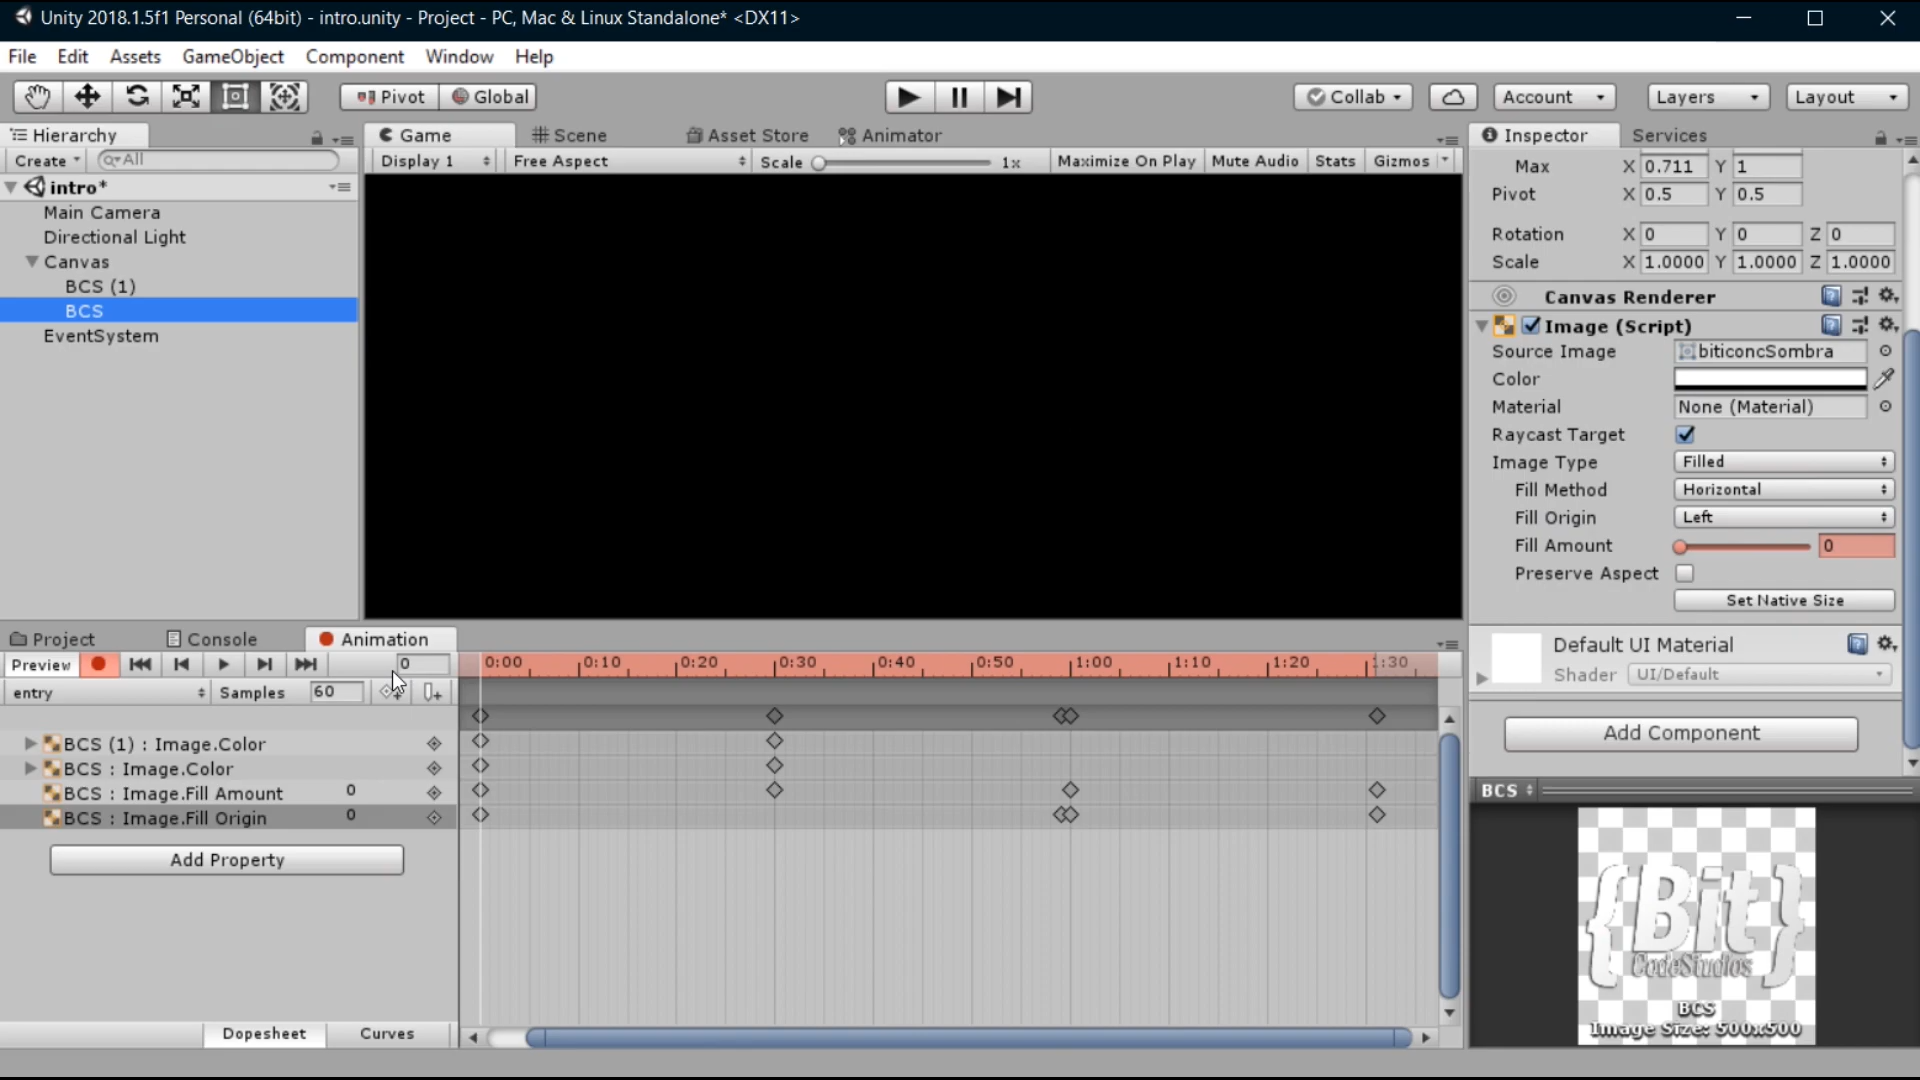 Unity 2018.1.5f1 Personal (64bit) - intro.unity - Project - PC, Mac & Linux Standalone* <DX11>
File Edit Assets GameObject Component Window Help
Pivot Global Collab Account Layers Layout
Hierarchy Game Scene Asset Store Animator Inspector Services
Create All Display 1 Free Aspect Scale 1x Maximize On Play Mute Audio Stats Gizmos
intro*
Main Camera
Directional Light
Canvas
BCS (1)
BCS
EventSystem
Max X 0.711 Y 1
Pivot X 0.5 Y 0.5
Rotation X 0 Y 0 Z 0
Scale X 1.0000 Y 1.0000 Z 1.0000
Canvas Renderer
Image (Script)
Source Image biticoncSombra
Color
Material None (Material)
Raycast Target
Image Type Filled
Fill Method Horizontal
Fill Origin Left
Fill Amount 0
Preserve Aspect
Set Native Size
Default UI Material
Shader UI/Default
Add Component
Project Console Animation
Preview 0 0:00 0:10 0:20 0:30 0:40 0:50 1:00 1:10 1:20 1:30
entry Samples 60
BCS (1) : Image.Color
BCS : Image.Color
BCS : Image.Fill Amount 0
BCS : Image.Fill Origin 0
Add Property
Dopesheet Curves
BCS
{Bit}
CodeStudios
BCS
Image Size: 500x500